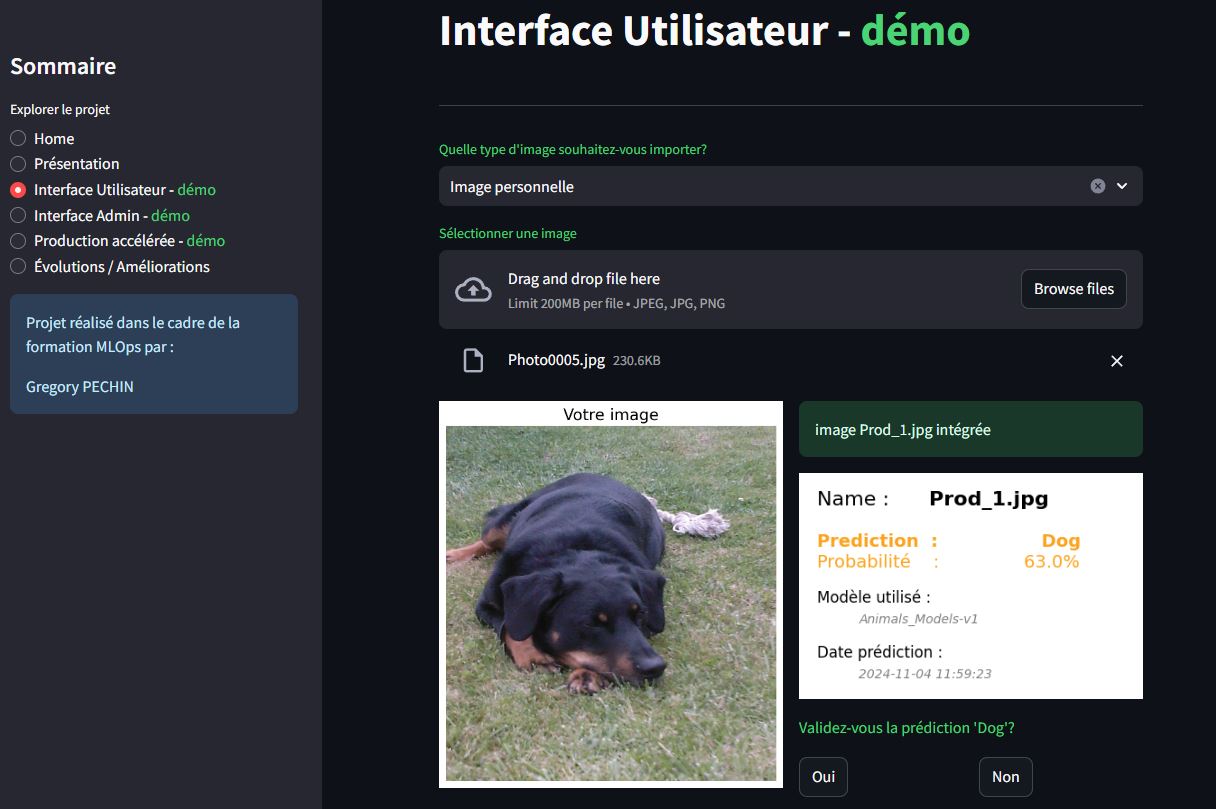 Sommaire
Explorer le projet
Home
Présentation
Interface Utilisateur - démo
Interface Admin - démo
Production accélérée - démo
Évolutions / Améliorations
Projet réalisé dans le cadre de la
formation MLOps par :
Gregory PECHIN
Interface Utilisateur - démo
Quelle type d'image souhaitez-vous importer?
Image personnelle
Sélectionner une image
Drag and drop file here
Limit 200MB per file • JPEG, JPG, PNG
Browse files
Photo0005.jpg 230.6KB
Votre image
image Prod_1.jpg intégrée
Name : Prod_1.jpg
Prediction : Dog
Probabilité : 63.0%
Modèle utilisé :
Animals_Models-v1
Date prédiction :
2024-11-04 11:59:23
Validez-vous la prédiction 'Dog'?
Oui
Non